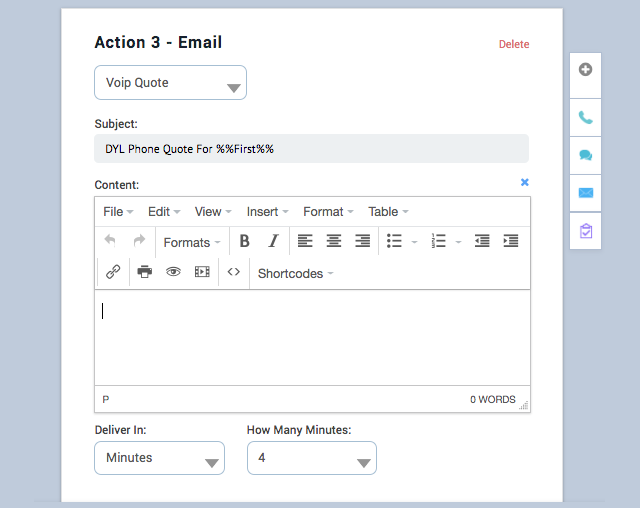 Action 3 - Email
Delete
Voip Quote
Subject:
DYL Phone Quote For %%First%%
Content:
File Edit View Insert Format Table
Formats B I
Shortcodes
P 0 WORDS
Deliver In: How Many Minutes:
Minutes 4